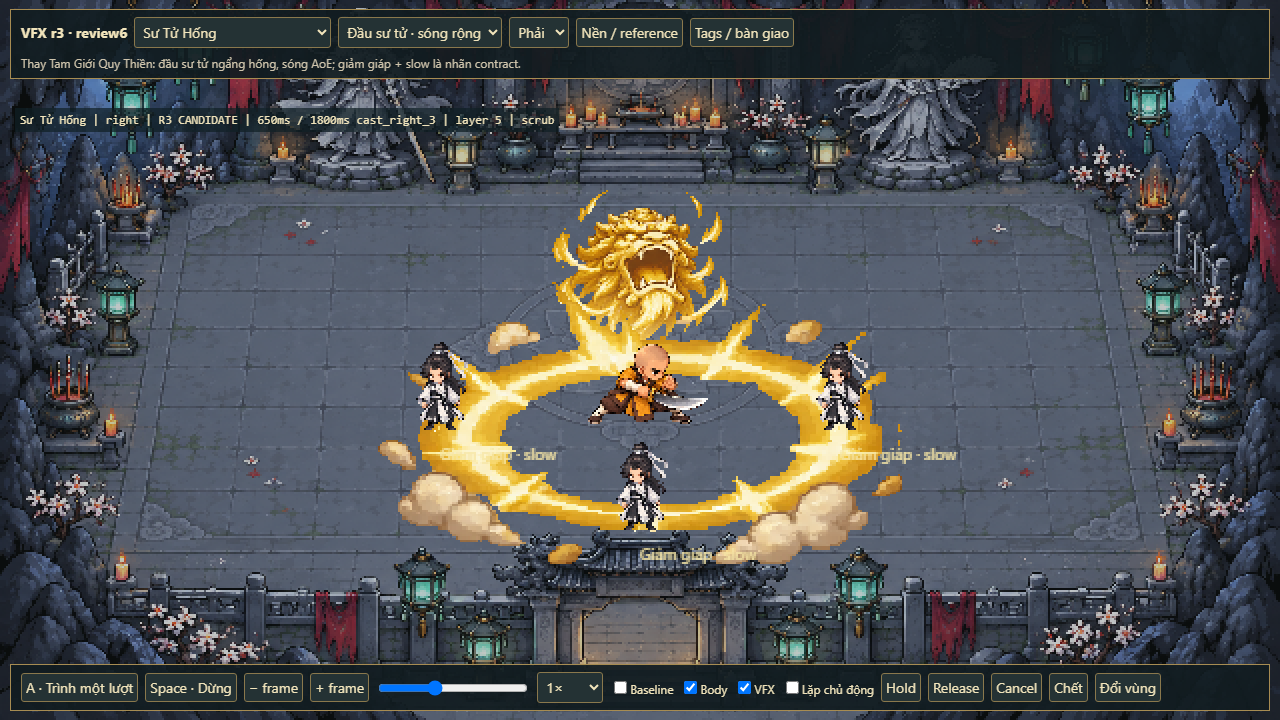 VFX r3 · review6 Sư Tử Hống Đầu sư tử · sóng rộng Phải Nền / reference Tags / bàn giao
Thay Tam Giới Quy Thiền: đầu sư tử ngẩng hống, sóng AoE; giảm giáp + slow là nhãn contract.
Sư Tử Hống | right | R3 CANDIDATE | 650ms / 1800ms cast_right_3 | layer 5 | scrub
Giảm giáp · slow
Giảm giáp · slow
Giảm giáp · slow
A · Trình một lượt Space · Dừng − frame + frame 1× Baseline Body VFX Lặp chủ động Hold Release Cancel Chết Đổi vùng